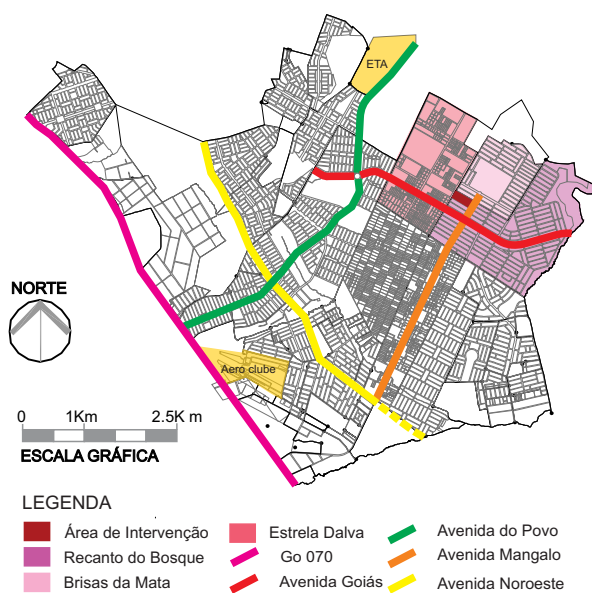 ETA
NORTE
Aero clube
0 1Km 2.5K m
ESCALA GRÁFICA
LEGENDA
Área de Intervenção
Estrela Dalva
Avenida do Povo
Recanto do Bosque
Go 070
Avenida Mangalo
Brisas da Mata
Avenida Goiás
Avenida Noroeste